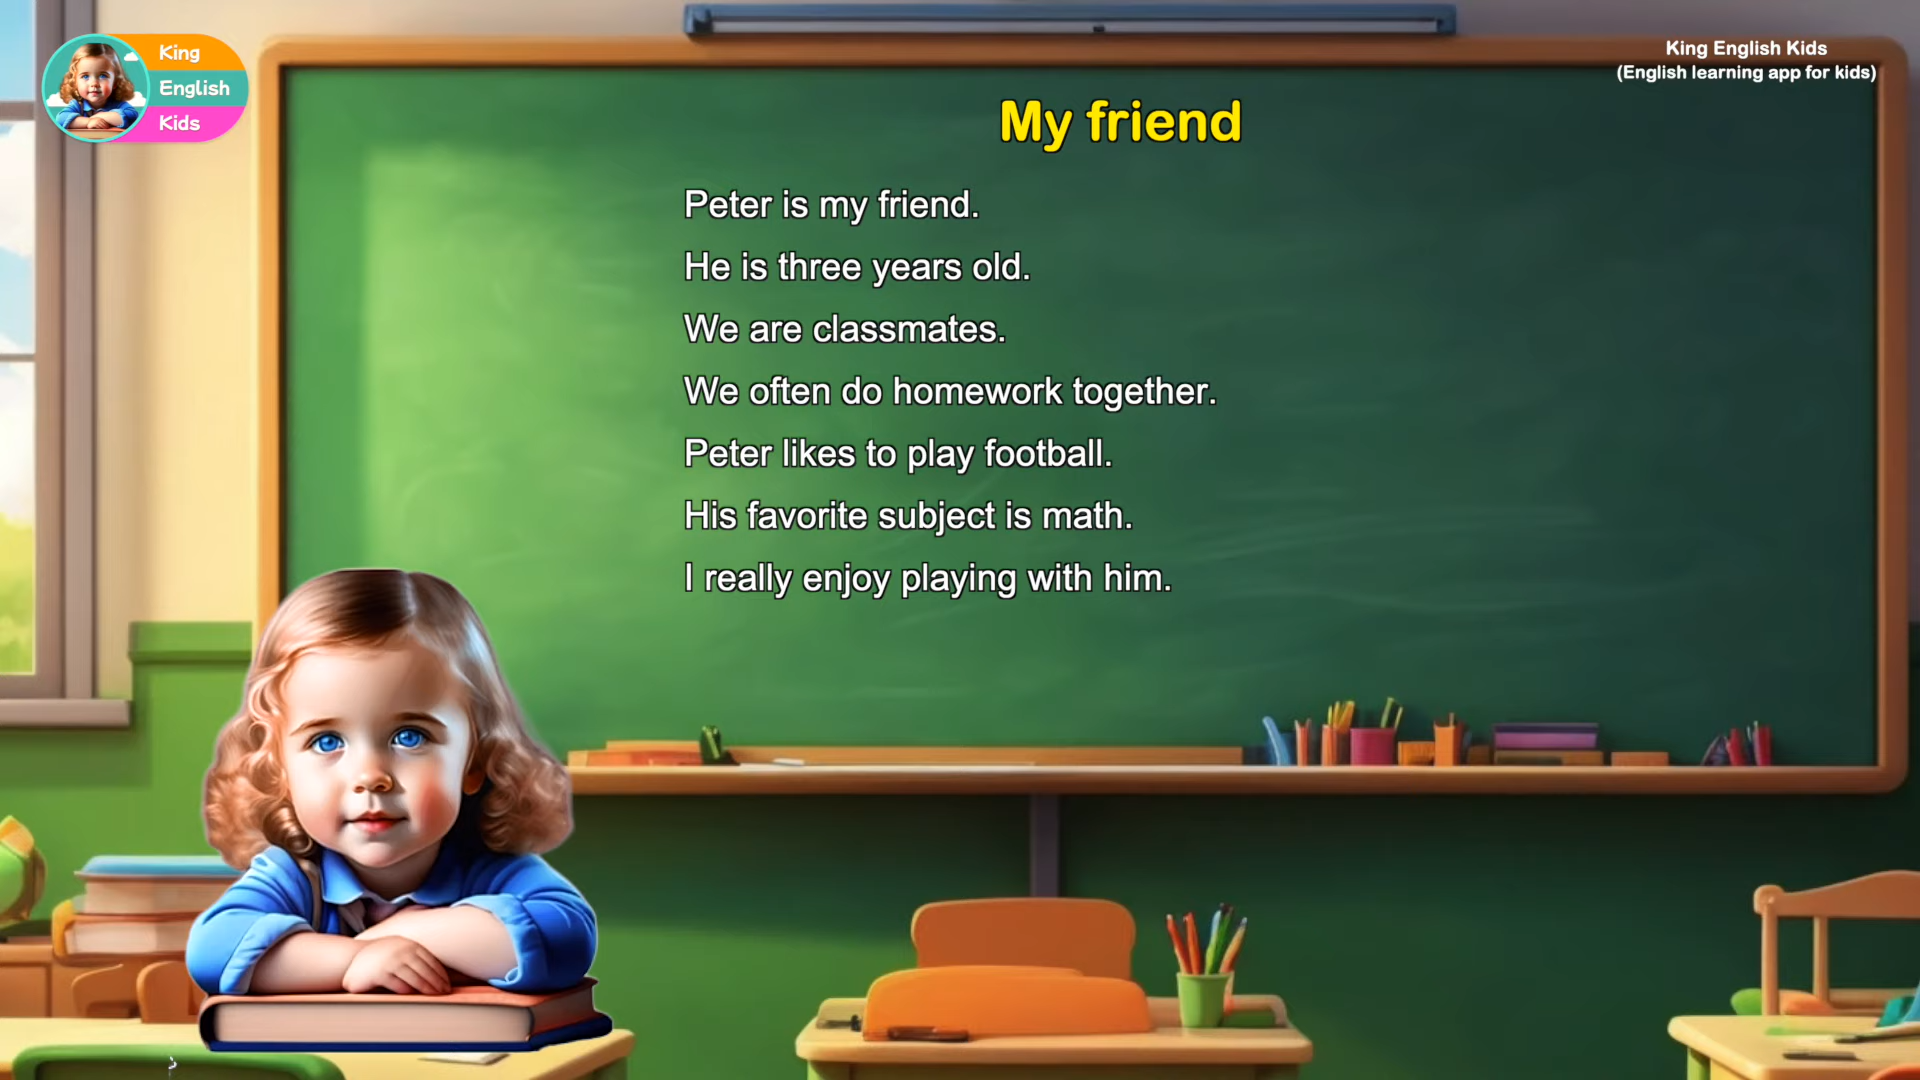 King
English
Kids
King English Kids
(English learning app for kids)
My friend
Peter is my friend.
He is three years old.
We are classmates.
We often do homework together.
Peter likes to play football.
His favorite subject is math.
I really enjoy playing with him.